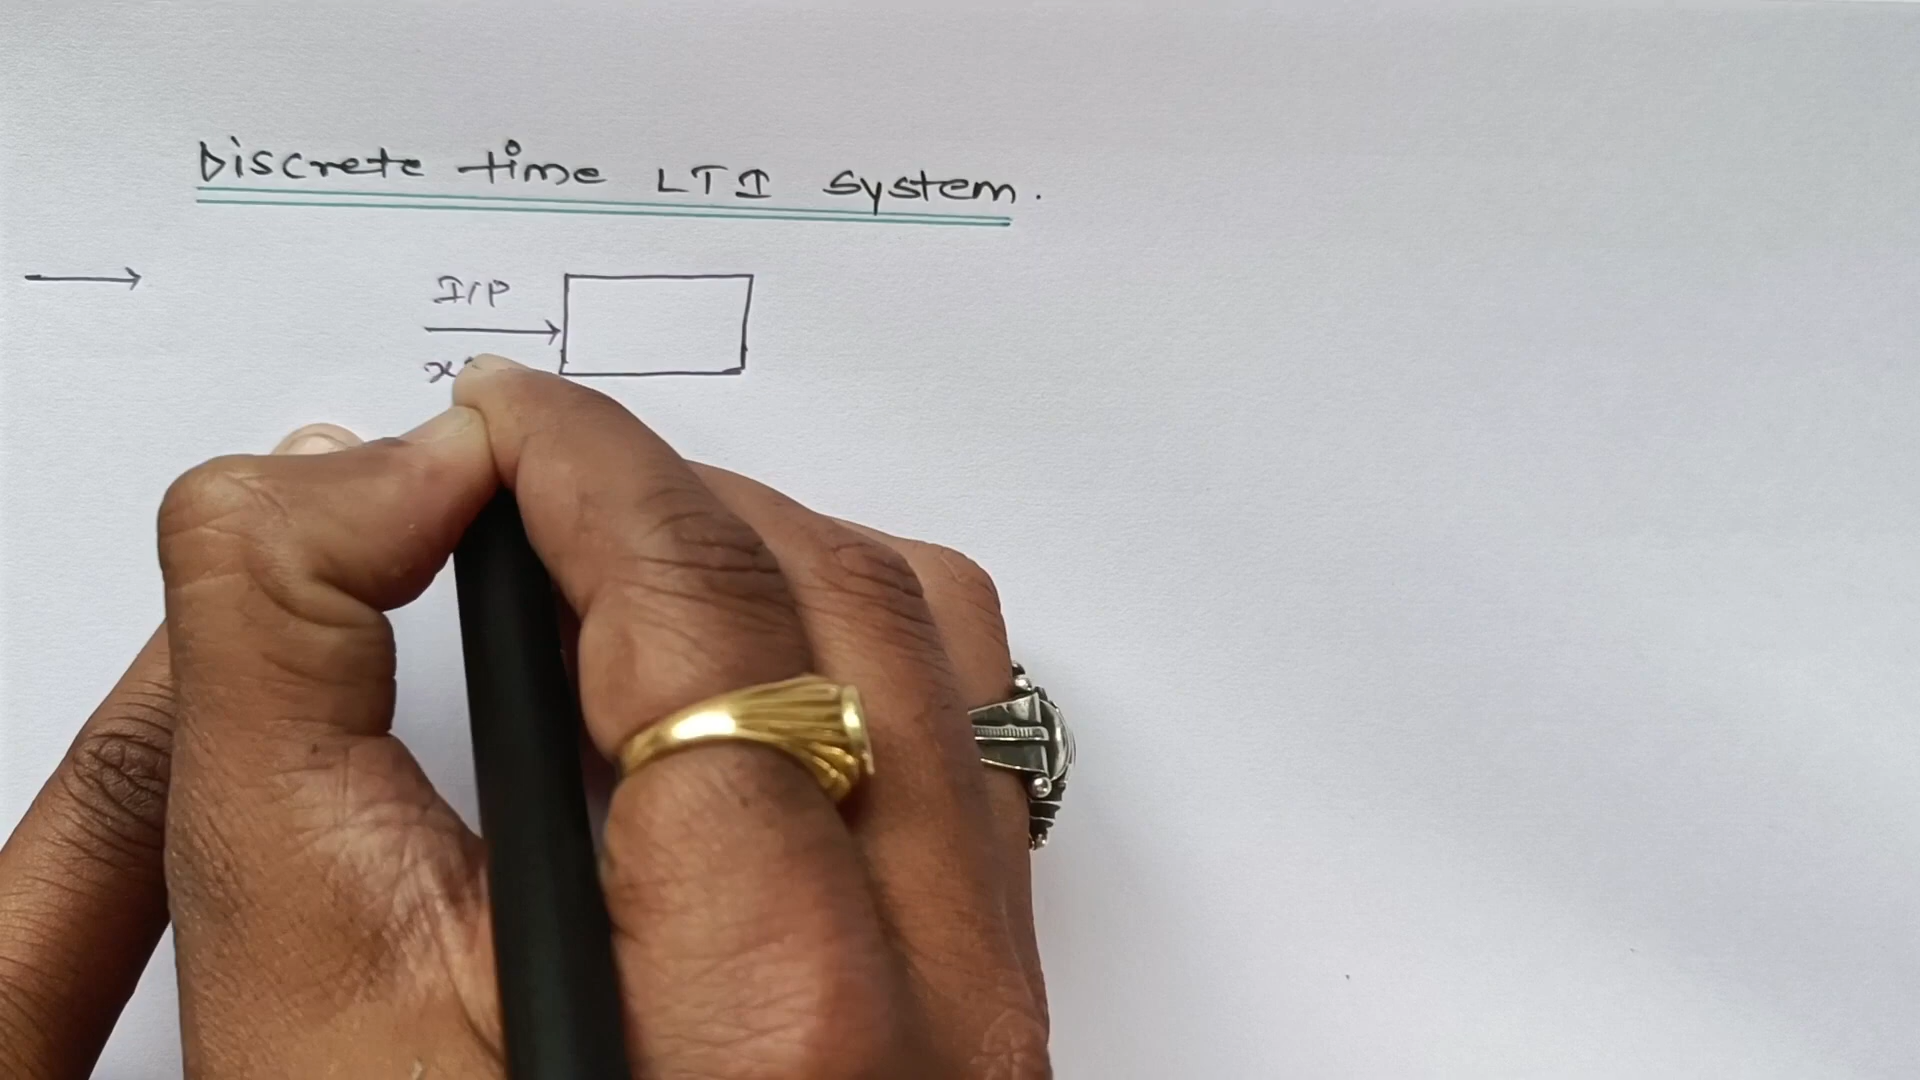 Discrete time LTI system.
I/P
x